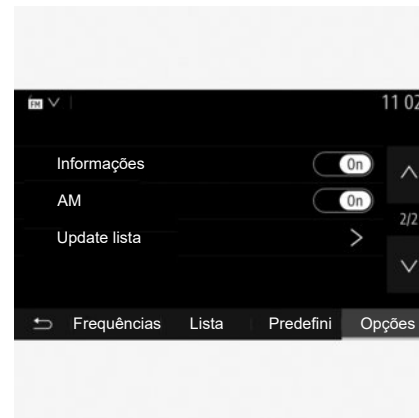 FM 11 02
Informações On
AM On
2/2
Update lista
Frequências Lista Predefini Opções